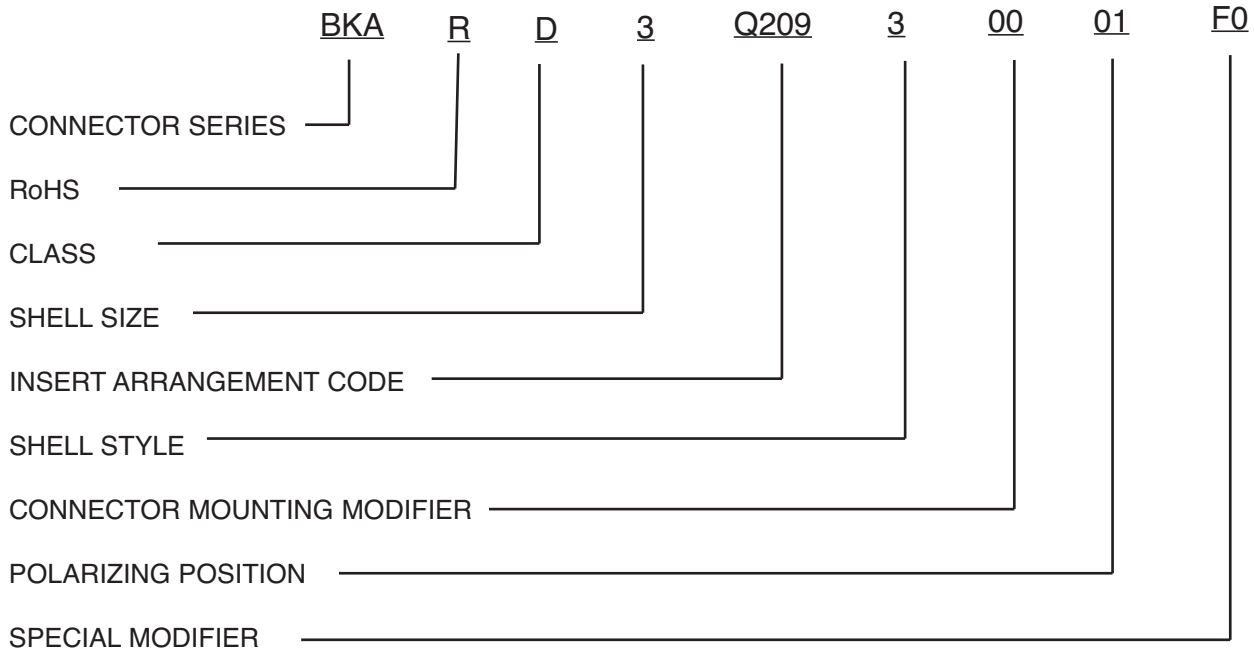 BKA R D 3 Q209 3 00 01 F0
CONNECTOR SERIES
RoHS
CLASS
SHELL SIZE
INSERT ARRANGEMENT CODE
SHELL STYLE
CONNECTOR MOUNTING MODIFIER
POLARIZING POSITION
SPECIAL MODIFIER